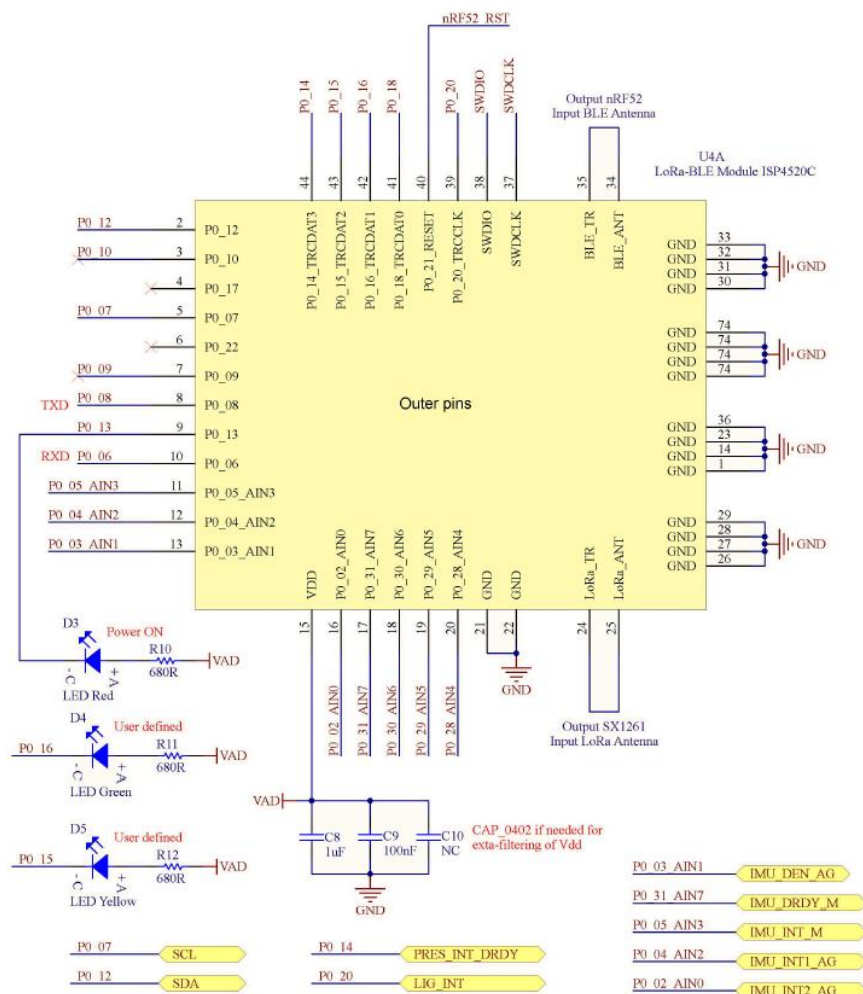 nRF52_RST
P0_14
P0_15
P0_16
P0_18
P0_20
SWDIO
SWDCLK
Output nRF52
Input BLE Antenna
U4A
LoRa-BLE Module ISP4520C
44
43
42
41
40
39
38
37
35
34
P0_14_TRCDAT3
P0_15_TRCDAT2
P0_16_TRCDAT1
P0_18_TRCDAT0
P0_21_RESET
P0_20_TRCCLK
SWDIO
SWDCLK
BLE_TR
BLE_ANT
P0_12 2 P0_12
P0_10 3 P0_10
4 P0_17
P0_07 5 P0_07
6 P0_22
P0_09 7 P0_09
TXD P0_08 8 P0_08
P0_13 9 P0_13
RXD P0_06 10 P0_06
P0_05_AIN3 11 P0_05_AIN3
P0_04_AIN2 12 P0_04_AIN2
P0_03_AIN1 13 P0_03_AIN1
Outer pins
GND 33
GND 32
GND 31
GND 30
GND
GND 74
GND 74
GND 74
GND 74
GND
GND 36
GND 23
GND 14
GND 1
GND
GND 29
GND 28
GND 27
GND 26
GND
VDD
P0_02_AIN0
P0_31_AIN7
P0_30_AIN6
P0_29_AIN5
P0_28_AIN4
GND
GND
LoRa_TR
LoRa_ANT
15
16
17
18
19
20
21
22
24
25
P0_02_AIN0
P0_31_AIN7
P0_30_AIN6
P0_29_AIN5
P0_28_AIN4
GND
Output SX1261
Input LoRa Antenna
D3
Power ON
R10
VAD
680R
- C
+ A
LED Red
D4
User defined
P0_16
R11
VAD
680R
- C
+ A
LED Green
D5
User defined
P0_15
R12
VAD
680R
- C
+ A
LED Yellow
VAD
C8
1uF
C9
100nF
C10
NC
CAP_0402 if needed for
exta-filtering of Vdd
GND
P0_07 SCL
P0_12 SDA
P0_14 PRES_INT_DRDY
P0_20 LIG_INT
P0_03_AIN1 IMU_DEN_AG
P0_31_AIN7 IMU_DRDY_M
P0_05_AIN3 IMU_INT_M
P0_04_AIN2 IMU_INT1_AG
P0_02_AIN0 IMU_INT2_AG